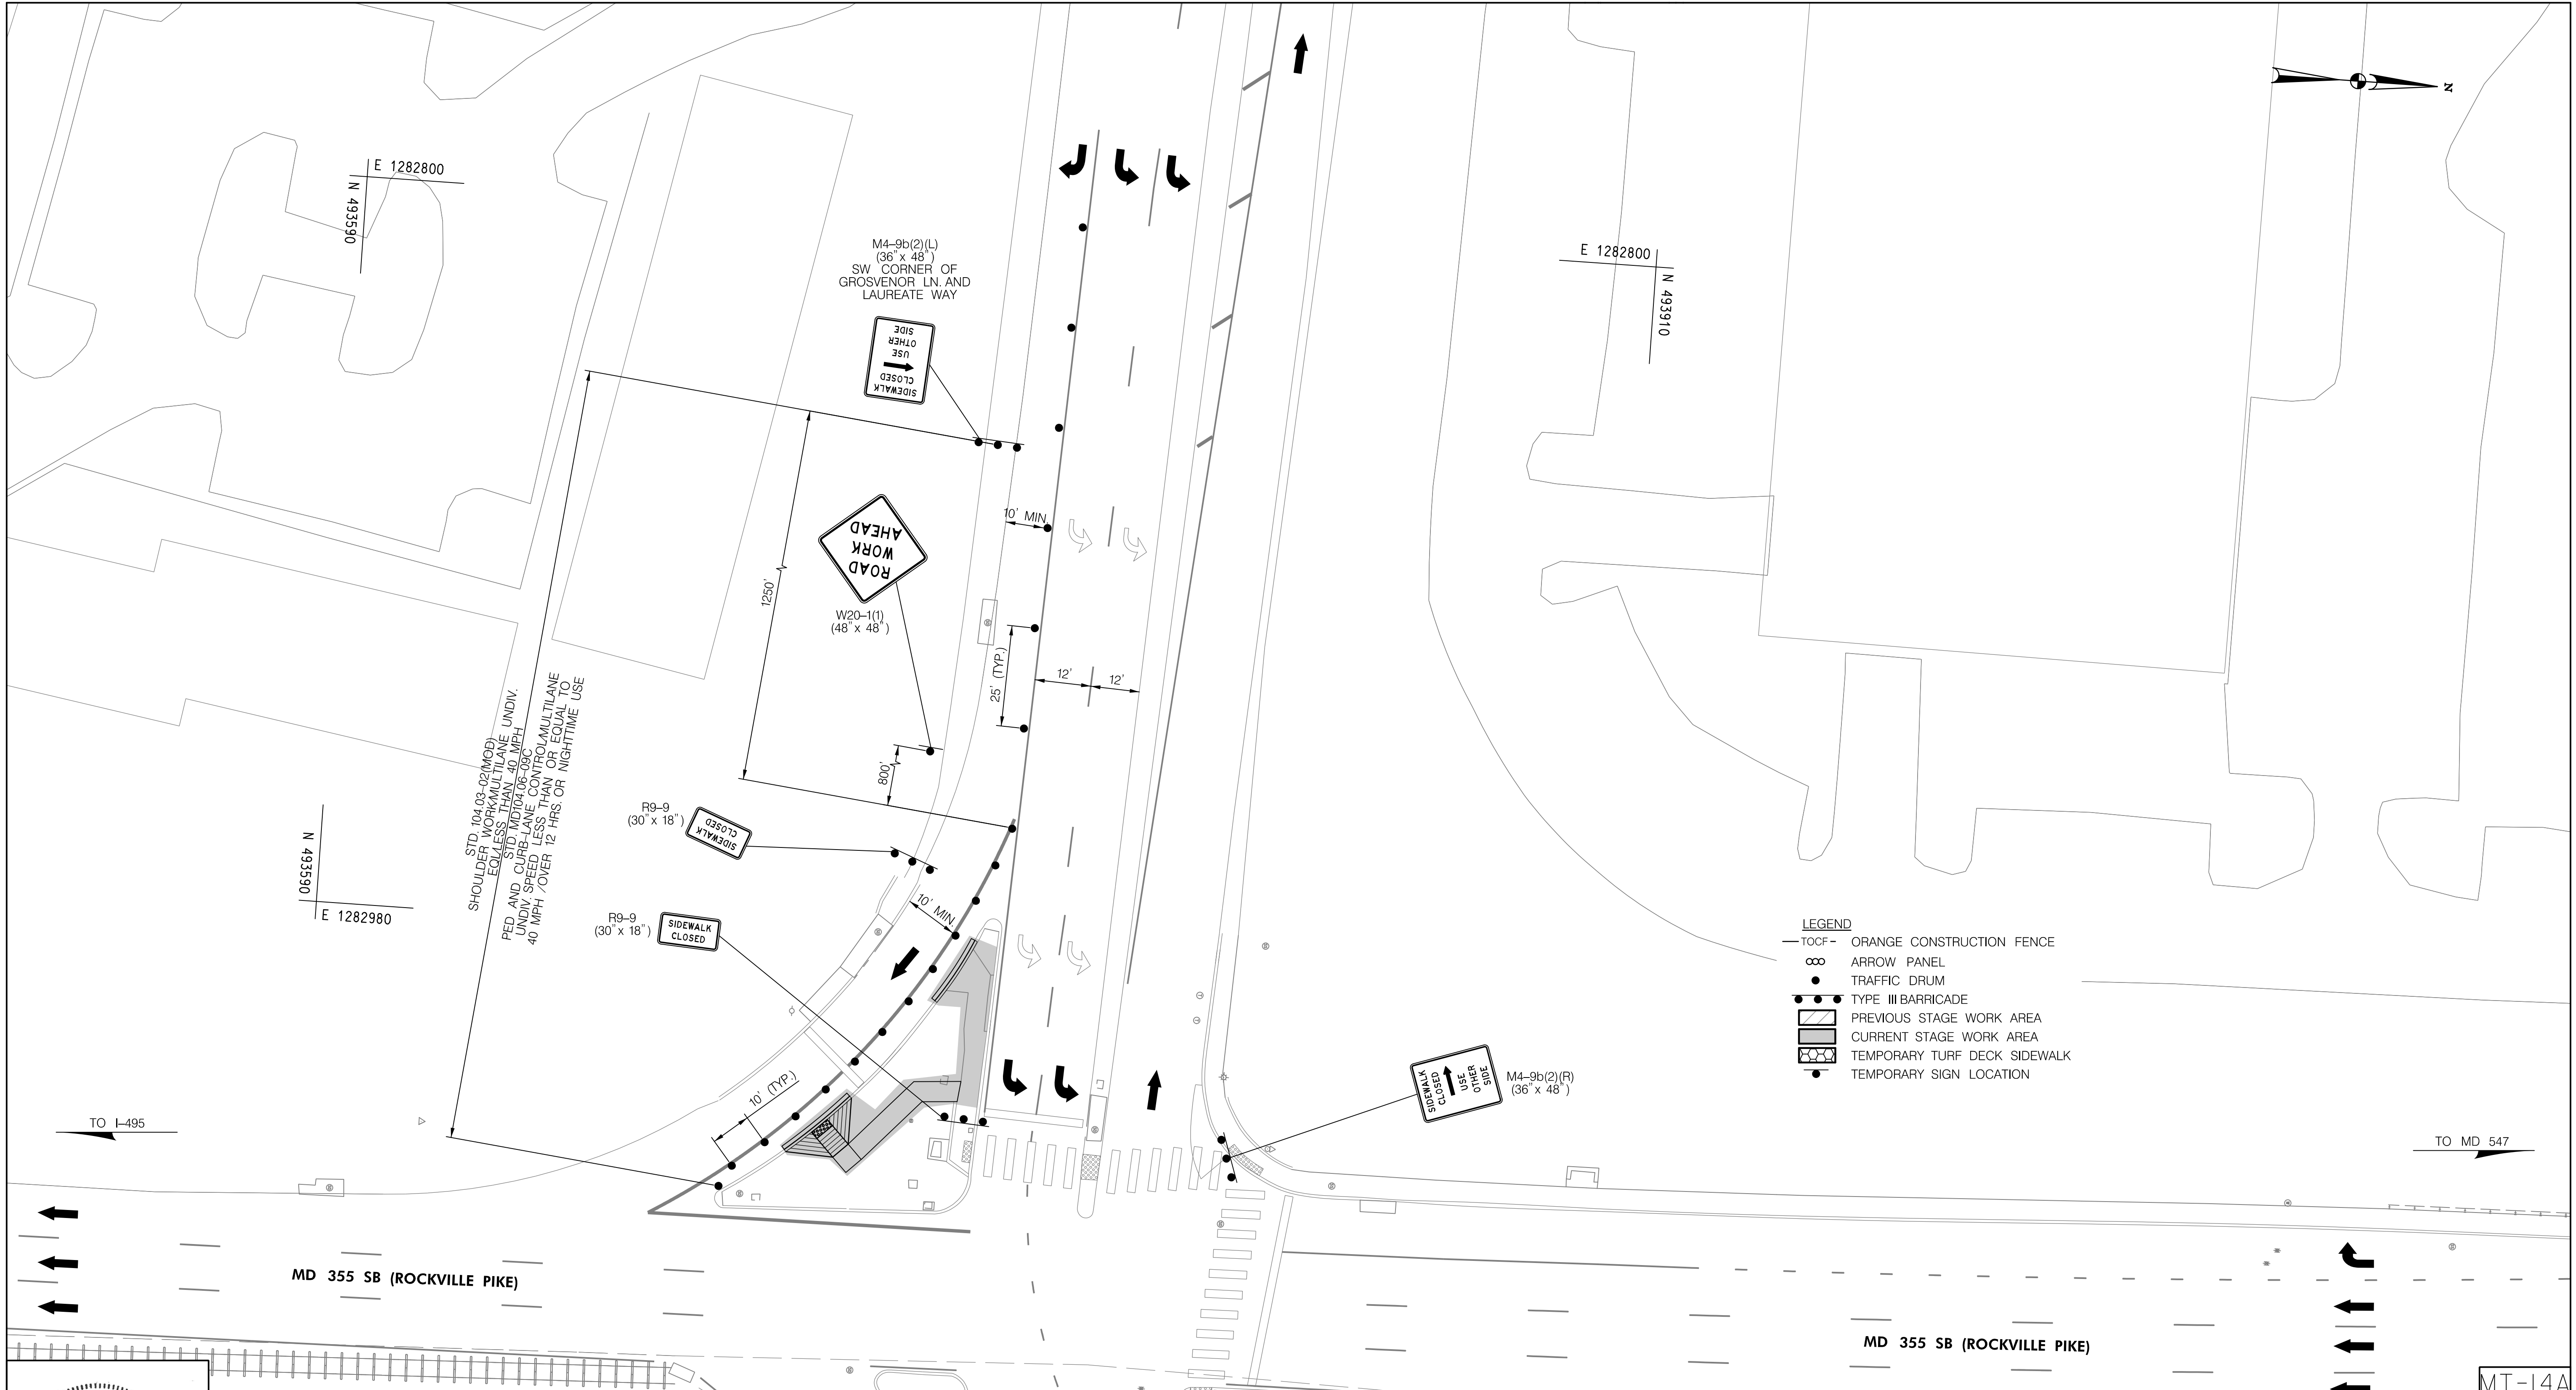 N
E 1282800
N 493590
M4-9b(2)(L)
(36" x 48")
SW CORNER OF
GROSVENOR LN. AND
LAUREATE WAY
SIDEWALK
CLOSED
USE
OTHER
SIDE
E 1282800
N 493910
10' MIN.
ROAD
WORK
AHEAD
W20-1(1)
(48" x 48")
1250'
25' (TYP.)
12'
12'
800'
STD. 104.03-02(MOD)
SHOULDER WORK/MULTILANE UNDIV.
EQL/LESS THAN 40 MPH
STD. MD104.06-09C
PED AND CURB-LANE CONTROL/MULTILANE
UNDIV. SPEED LESS THAN OR EQUAL TO
40 MPH /OVER 12 HRS. OR NIGHTTIME USE
R9-9
(30" x 18")
SIDEWALK
CLOSED
N 493590
E 1282980
R9-9
(30" x 18")
SIDEWALK
CLOSED
10' MIN.
10' (TYP.)
LEGEND
TOCF - ORANGE CONSTRUCTION FENCE
ARROW PANEL
TRAFFIC DRUM
TYPE III BARRICADE
PREVIOUS STAGE WORK AREA
CURRENT STAGE WORK AREA
TEMPORARY TURF DECK SIDEWALK
TEMPORARY SIGN LOCATION
SIDEWALK
CLOSED
USE
OTHER
SIDE
M4-9b(2)(R)
(36" x 48")
TO I-495
TO MD 547
MD 355 SB (ROCKVILLE PIKE)
MD 355 SB (ROCKVILLE PIKE)
MT-14A